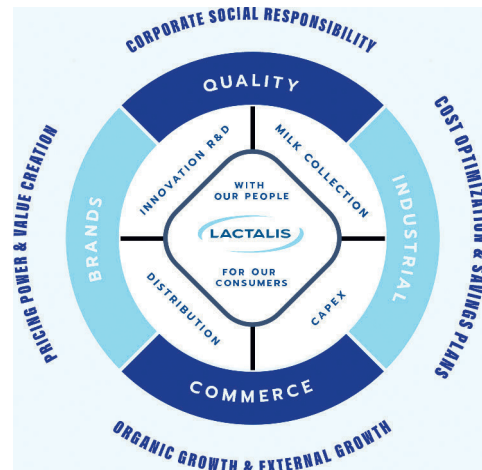 CORPORATE SOCIAL RESPONSIBILITY
QUALITY
INNOVATION R&D
MILK COLLECTION
PRICING POWER & VALUE CREATION
BRANDS
WITH
OUR PEOPLE
LACTALIS
FOR OUR
CONSUMERS
INDUSTRIAL
COST OPTIMIZATION & SAVINGS PLANS
DISTRIBUTION
CAPEX
COMMERCE
ORGANIC GROWTH & EXTERNAL GROWTH